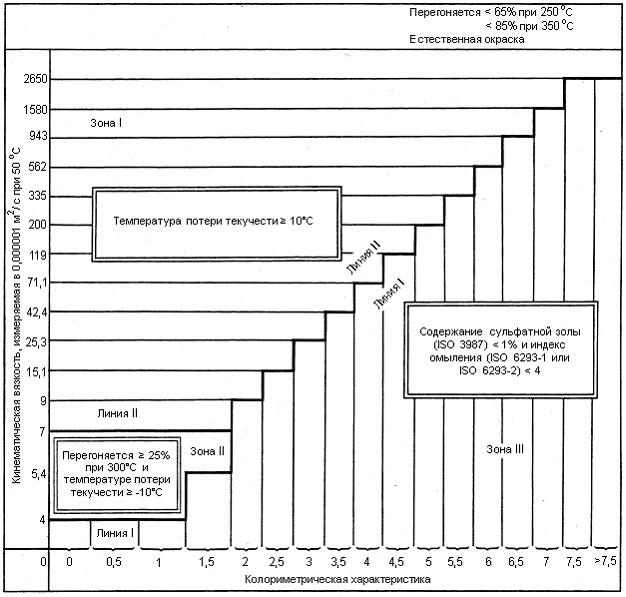 Перегоняется < 65% при 250 °C
< 85% при 350 °C
Естественная окраска
Кинематическая вязкость, измеряемая в 0,000001 м²/с при 50 °C
2650
1580
943
562
335
200
119
71,1
42,4
25,3
15,1
9
7
5,4
4
0
Зона I
Температура потери текучести ≥ 10°C
Линия II
Линия I
Содержание сульфатной золы
(ISO 3987) < 1% и индекс
омыления (ISO 6293-1 или
ISO 6293-2) < 4
Линия II
Перегоняется ≥ 25%
при 300°C и
температуре потери
текучести ≥ -10°C
Зона II
Зона III
Линия I
0 0,5 1 1,5 2 2,5 3 3,5 4 4,5 5 5,5 6 6,5 7 7,5 >7,5
Колориметрическая характеристика